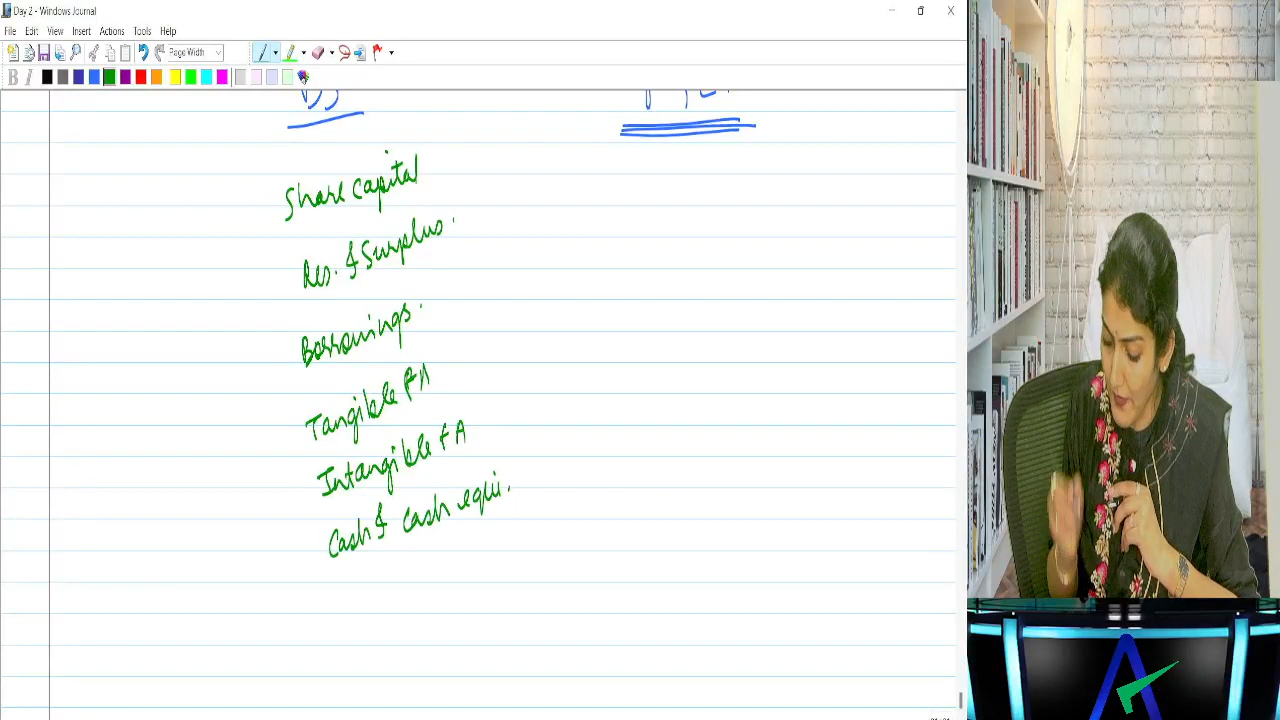 Day 2 - Windows Journal
File Edit View Insert Actions Tools Help
Page Width
B I
Share Capital
Res. & Surplus.
Borrowings.
Tangible FA
Intangible FA
Cash & Cash equi.